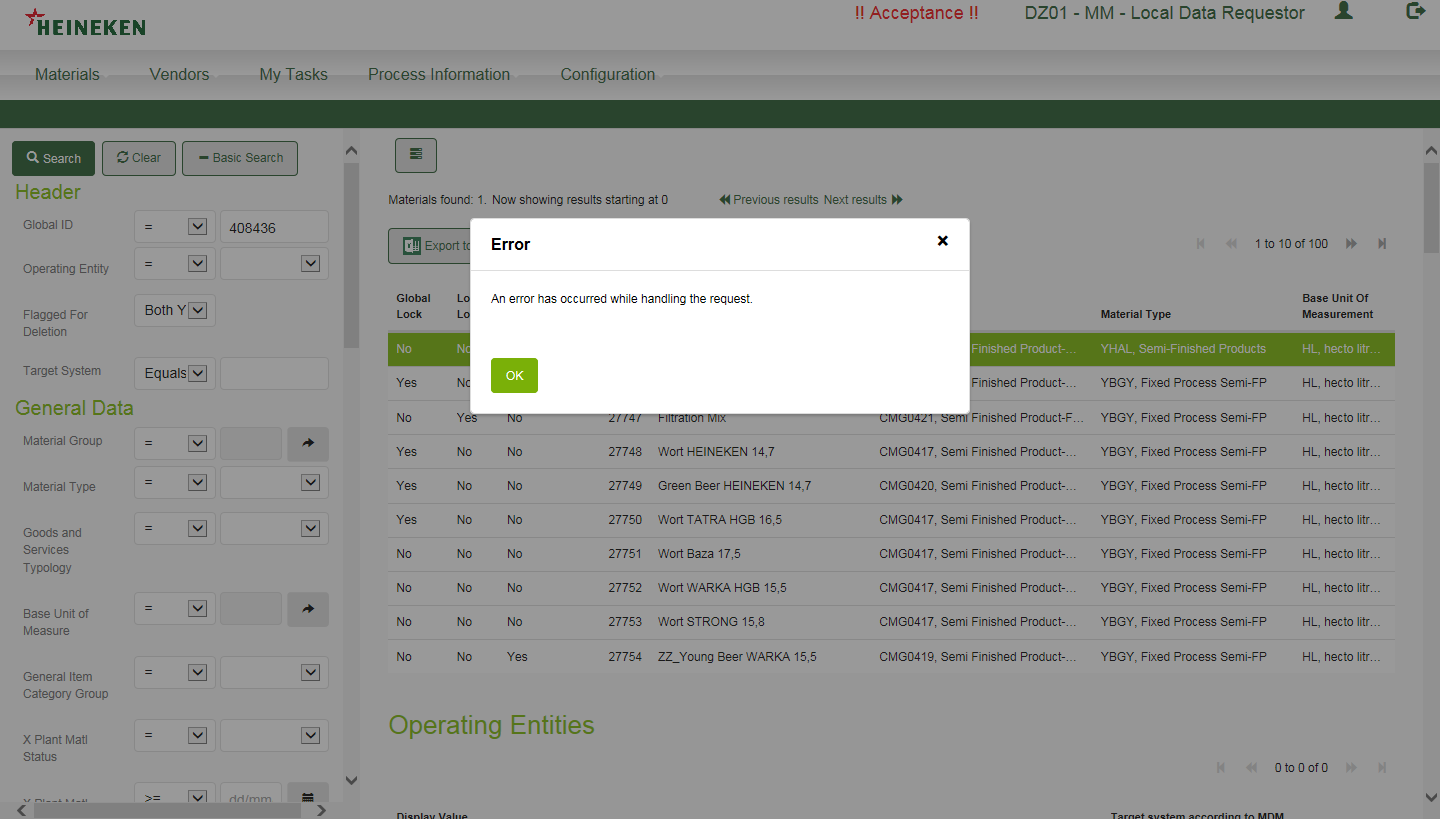 HEINEKEN
!! Acceptance !!
DZ01 - MM - Local Data Requestor
Materials
Vendors
My Tasks
Process Information
Configuration
Search
Clear
Basic Search
Header
Global ID
=
408436
Operating Entity
=
Flagged For
Deletion
Both Y
Target System
Equals
General Data
Material Group
=
Material Type
=
Goods and
Services
Typology
=
Base Unit of
Measure
=
General Item
Category Group
=
X Plant Matl
Status
=
X Plant Matl
>=
dd/mm
Materials found: 1. Now showing results starting at 0
Previous results Next results
Export to
1 to 10 of 100
Error
An error has occurred while handling the request.
OK
Global
Lock
Lo
Lo
Material Type
Base Unit Of
Measurement
No No Finished Product-... YHAL, Semi-Finished Products HL, hecto litr...
Yes No Finished Product-... YBGY, Fixed Process Semi-FP HL, hecto litr...
No Yes No 27747 Filtration Mix CMG0421, Semi Finished Product-F... YBGY, Fixed Process Semi-FP HL, hecto litr...
Yes No No 27748 Wort HEINEKEN 14,7 CMG0417, Semi Finished Product-... YBGY, Fixed Process Semi-FP HL, hecto litr...
Yes No No 27749 Green Beer HEINEKEN 14,7 CMG0420, Semi Finished Product-... YBGY, Fixed Process Semi-FP HL, hecto litr...
Yes No No 27750 Wort TATRA HGB 16,5 CMG0417, Semi Finished Product-... YBGY, Fixed Process Semi-FP HL, hecto litr...
No No No 27751 Wort Baza 17,5 CMG0417, Semi Finished Product-... YBGY, Fixed Process Semi-FP HL, hecto litr...
No No No 27752 Wort WARKA HGB 15,5 CMG0417, Semi Finished Product-... YBGY, Fixed Process Semi-FP HL, hecto litr...
No No No 27753 Wort STRONG 15,8 CMG0417, Semi Finished Product-... YBGY, Fixed Process Semi-FP HL, hecto litr...
No No Yes 27754 ZZ_Young Beer WARKA 15,5 CMG0419, Semi Finished Product-... YBGY, Fixed Process Semi-FP HL, hecto litr...
Operating Entities
0 to 0 of 0
Display Value
Target system according to MDM